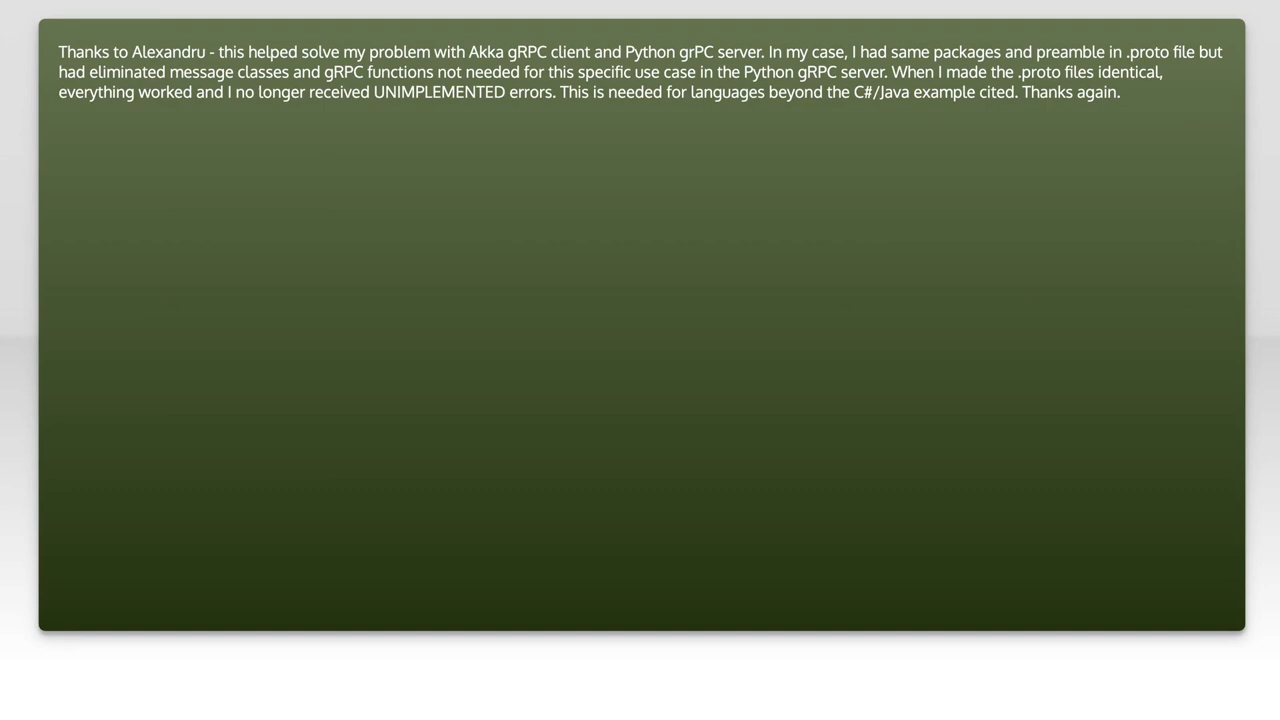 Thanks to Alexandru - this helped solve my problem with Akka gRPC client and Python grPC server. In my case, I had same packages and preamble in .proto file but
had eliminated message classes and gRPC functions not needed for this specific use case in the Python gRPC server. When I made the .proto files identical,
everything worked and I no longer received UNIMPLEMENTED errors. This is needed for languages beyond the C#/Java example cited. Thanks again.